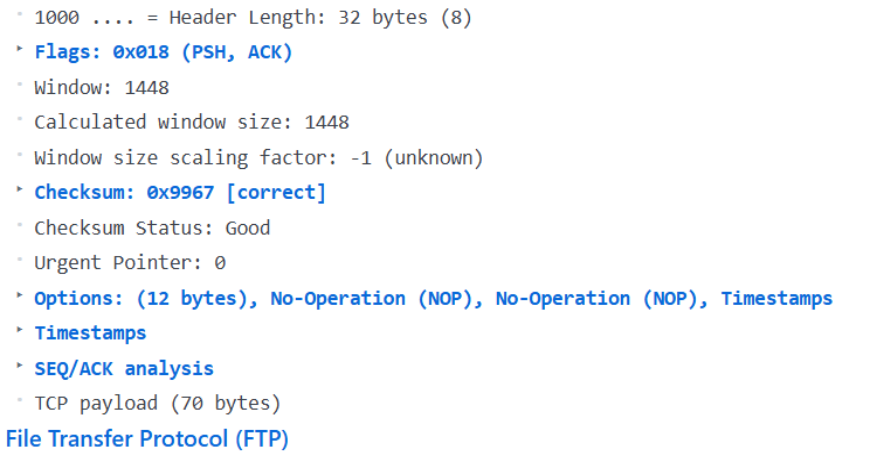 1000 .... = Header Length: 32 bytes (8)
Flags: 0x018 (PSH, ACK)
Window: 1448
Calculated window size: 1448
Window size scaling factor: -1 (unknown)
Checksum: 0x9967 [correct]
Checksum Status: Good
Urgent Pointer: 0
Options: (12 bytes), No-Operation (NOP), No-Operation (NOP), Timestamps
Timestamps
SEQ/ACK analysis
TCP payload (70 bytes)
File Transfer Protocol (FTP)